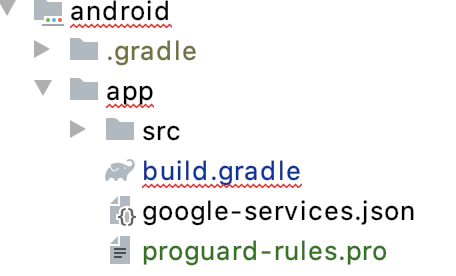 android
.gradle
app
src
build.gradle
google-services.json
proguard-rules.pro